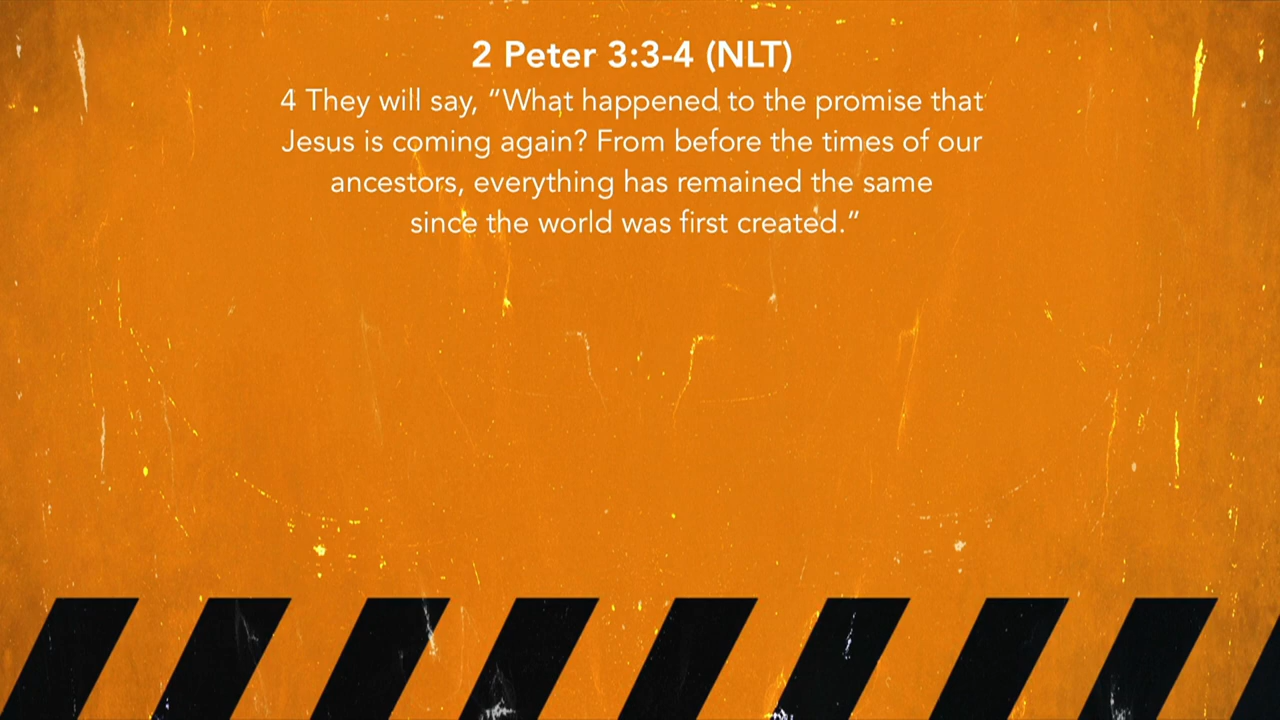 2 Peter 3:3-4 (NLT)
4 They will say, “What happened to the promise that
Jesus is coming again? From before the times of our
ancestors, everything has remained the same
since the world was first created.”